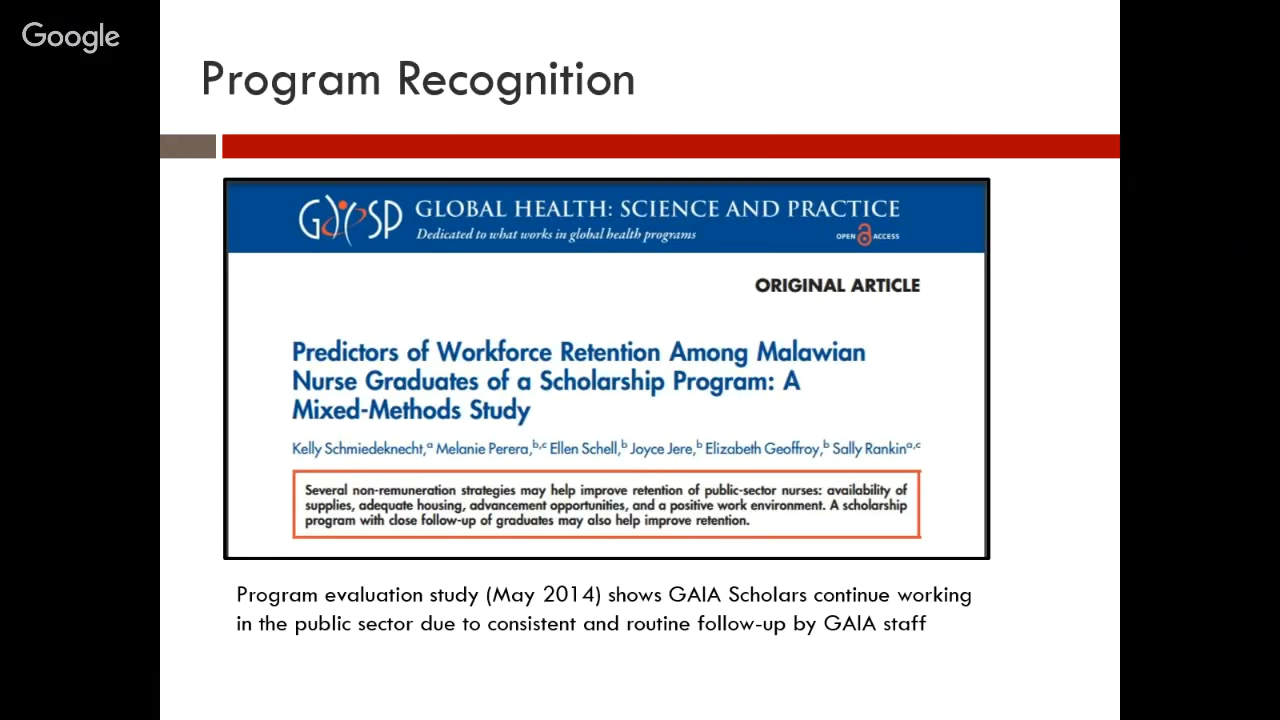 Google
Program Recognition
GHSP GLOBAL HEALTH: SCIENCE AND PRACTICE
Dedicated to what works in global health programs
OPEN ACCESS
ORIGINAL ARTICLE
Predictors of Workforce Retention Among Malawian
Nurse Graduates of a Scholarship Program: A
Mixed-Methods Study
Kelly Schmiedeknecht,ᵃ Melanie Perera,ᵇ,ᶜ Ellen Schell,ᵇ Joyce Jere,ᵇ Elizabeth Geoffroy,ᵇ Sally Rankinᵃ,ᶜ
Several non-remuneration strategies may help improve retention of public-sector nurses: availability of
supplies, adequate housing, advancement opportunities, and a positive work environment. A scholarship
program with close follow-up of graduates may also help improve retention.
Program evaluation study (May 2014) shows GAIA Scholars continue working
in the public sector due to consistent and routine follow-up by GAIA staff